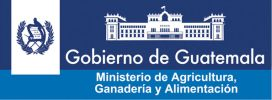 Gobierno de Guatemala
Ministerio de Agricultura,
Ganadería y Alimentación